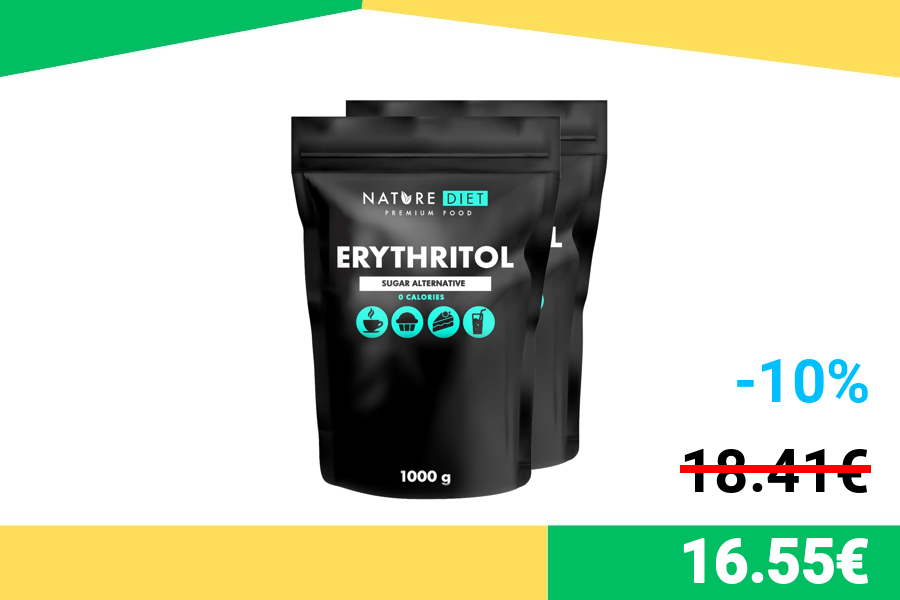 NATURE DIET
PREMIUM FOOD
ERYTHRITOL
SUGAR ALTERNATIVE
0 CALORIES
1000 g
L
-10%
18.41€
16.55€